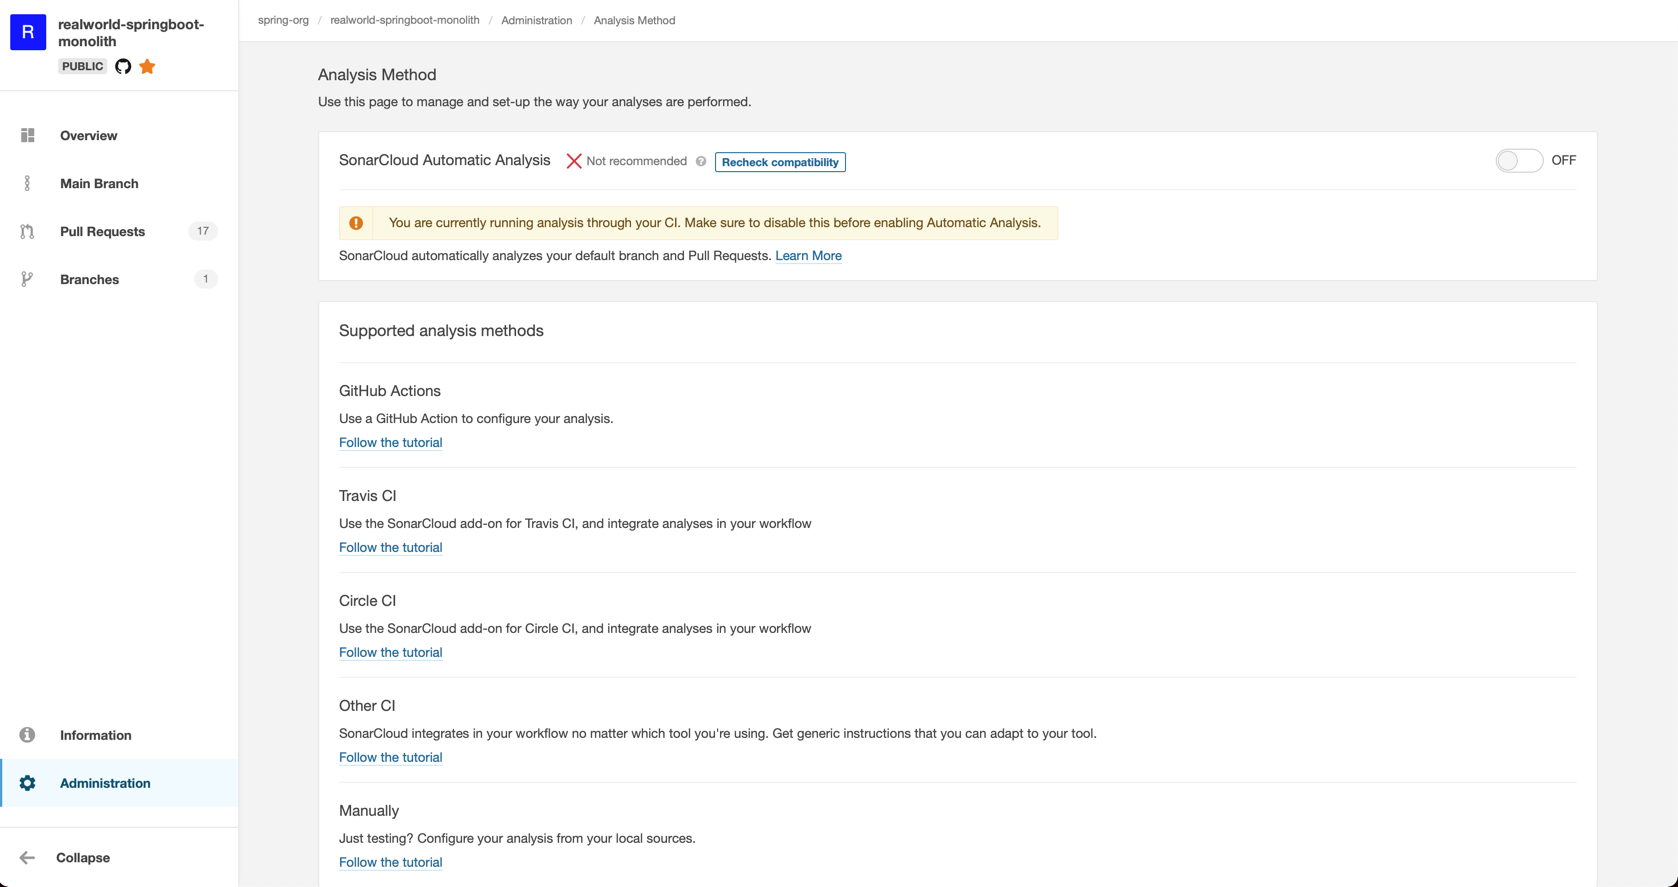 R
realworld-springboot-
monolith
PUBLIC
Overview
Main Branch
Pull Requests 17
Branches 1
Information
Administration
Collapse
spring-org / realworld-springboot-monolith / Administration / Analysis Method
Analysis Method
Use this page to manage and set-up the way your analyses are performed.
SonarCloud Automatic Analysis Not recommended ? Recheck compatibility OFF
You are currently running analysis through your CI. Make sure to disable this before enabling Automatic Analysis.
SonarCloud automatically analyzes your default branch and Pull Requests. Learn More
Supported analysis methods
GitHub Actions
Use a GitHub Action to configure your analysis.
Follow the tutorial
Travis CI
Use the SonarCloud add-on for Travis CI, and integrate analyses in your workflow
Follow the tutorial
Circle CI
Use the SonarCloud add-on for Circle CI, and integrate analyses in your workflow
Follow the tutorial
Other CI
SonarCloud integrates in your workflow no matter which tool you're using. Get generic instructions that you can adapt to your tool.
Follow the tutorial
Manually
Just testing? Configure your analysis from your local sources.
Follow the tutorial